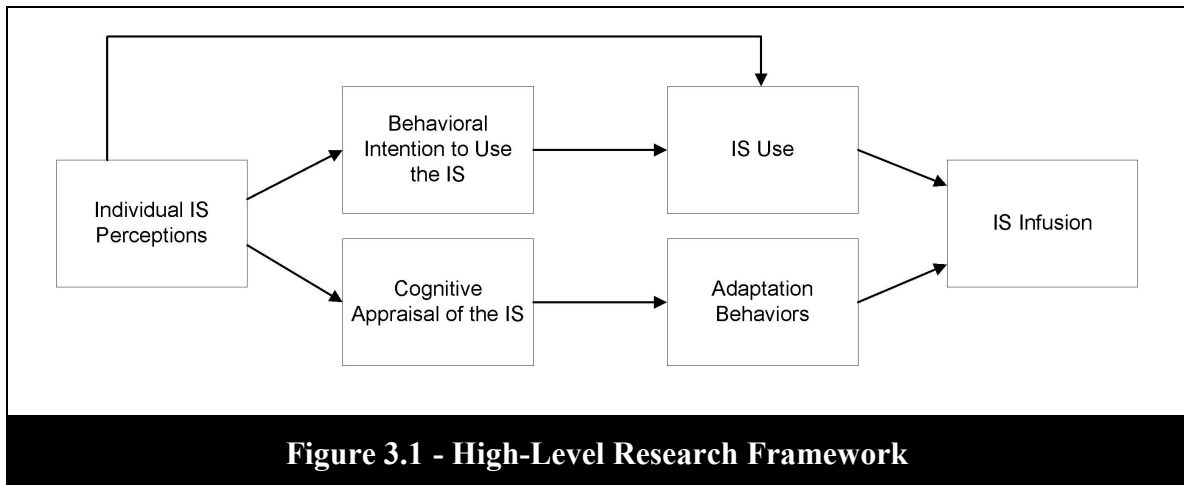 Behavioral
Intention to Use
the IS
IS Use
Individual IS
Perceptions
IS Infusion
Cognitive
Appraisal of the IS
Adaptation
Behaviors
Figure 3.1 - High-Level Research Framework